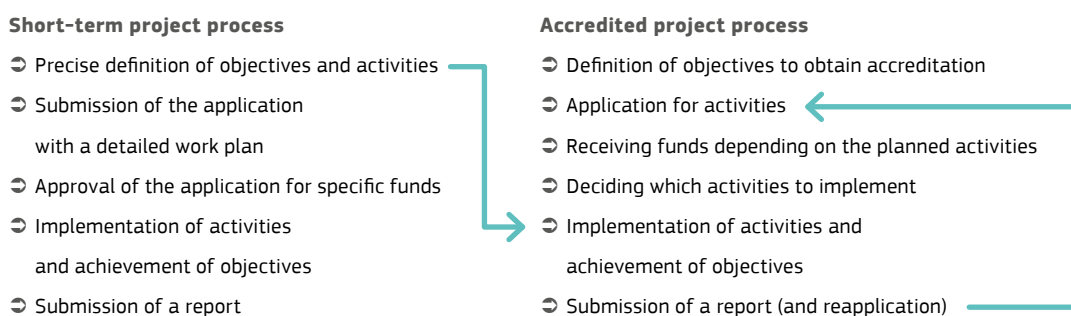 Short-term project process
➲ Precise definition of objectives and activities
➲ Submission of the application
with a detailed work plan
➲ Approval of the application for specific funds
➲ Implementation of activities
and achievement of objectives
➲ Submission of a report
Accredited project process
➲ Definition of objectives to obtain accreditation
➲ Application for activities
➲ Receiving funds depending on the planned activities
➲ Deciding which activities to implement
➲ Implementation of activities and
achievement of objectives
➲ Submission of a report (and reapplication)